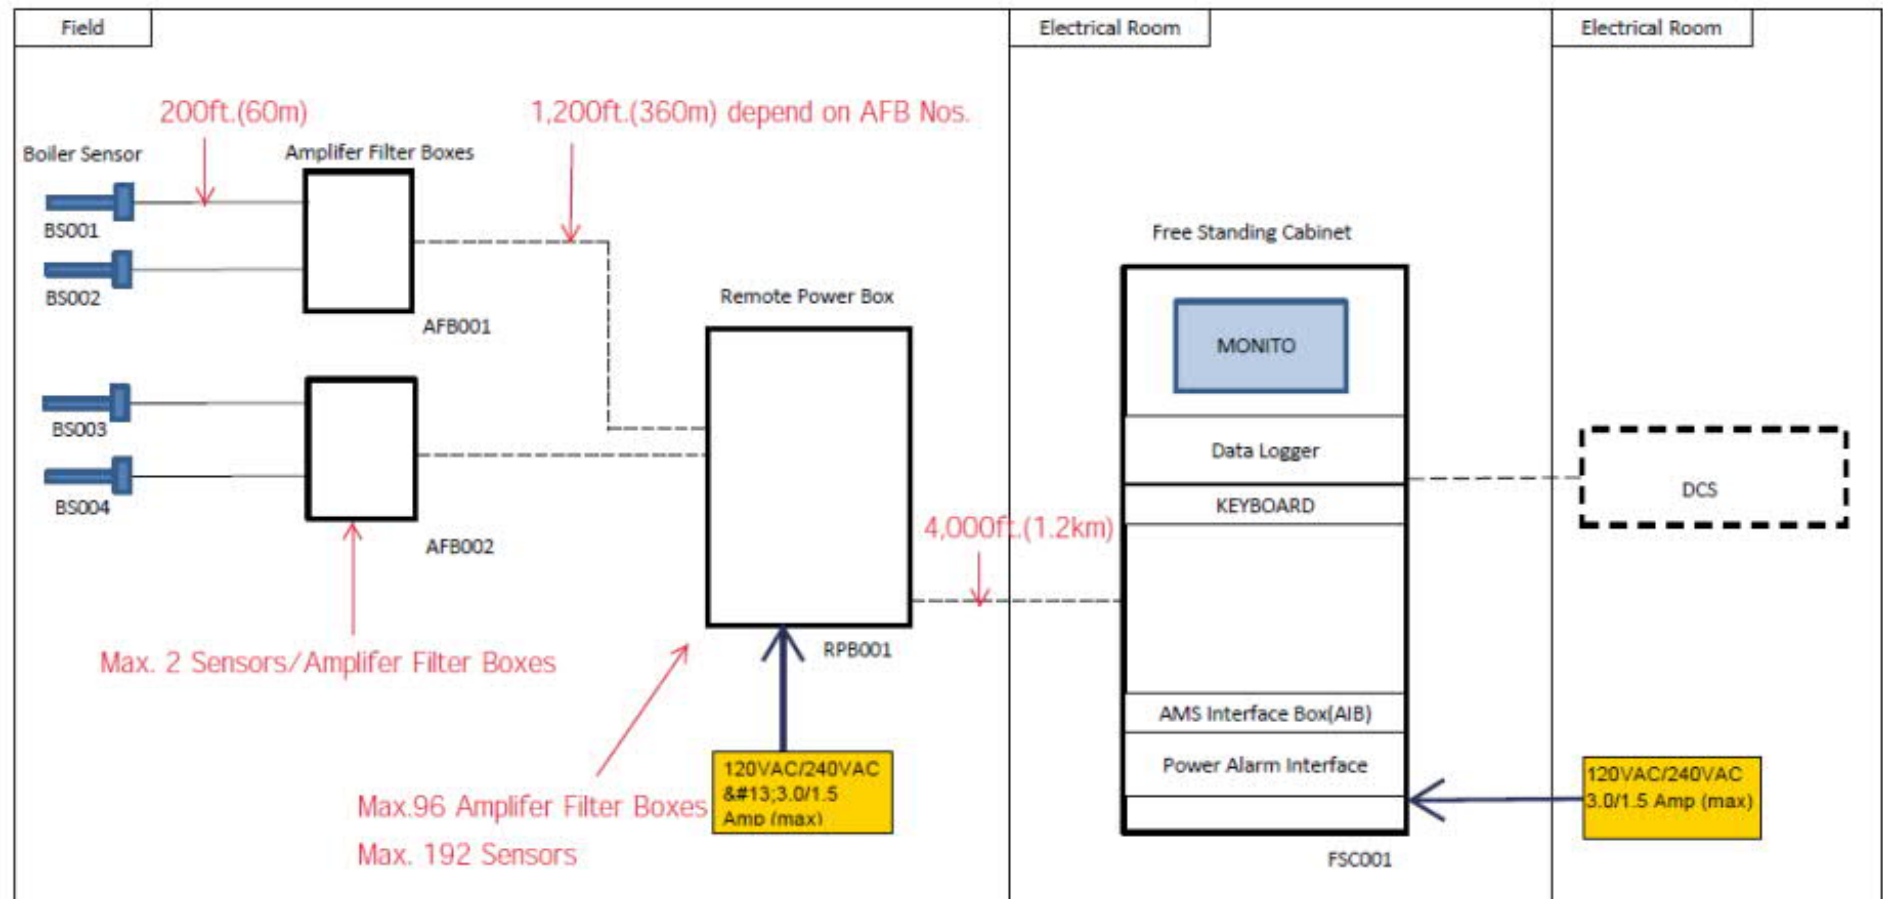 Field
Electrical Room
Electrical Room
200ft.(60m)
1,200ft.(360m) depend on AFB Nos.
Boiler Sensor
Amplifer Filter Boxes
BS001
BS002
AFB001
BS003
BS004
AFB002
Max. 2 Sensors/Amplifer Filter Boxes
Remote Power Box
RPB001
4,000ft.(1.2km)
Max.96 Amplifer Filter Boxes
Max. 192 Sensors
120VAC/240VAC
&#13;3.0/1.5
Amp (max)
Free Standing Cabinet
MONITO
Data Logger
KEYBOARD
AMS Interface Box(AIB)
Power Alarm Interface
FSC001
DCS
120VAC/240VAC
3.0/1.5 Amp (max)